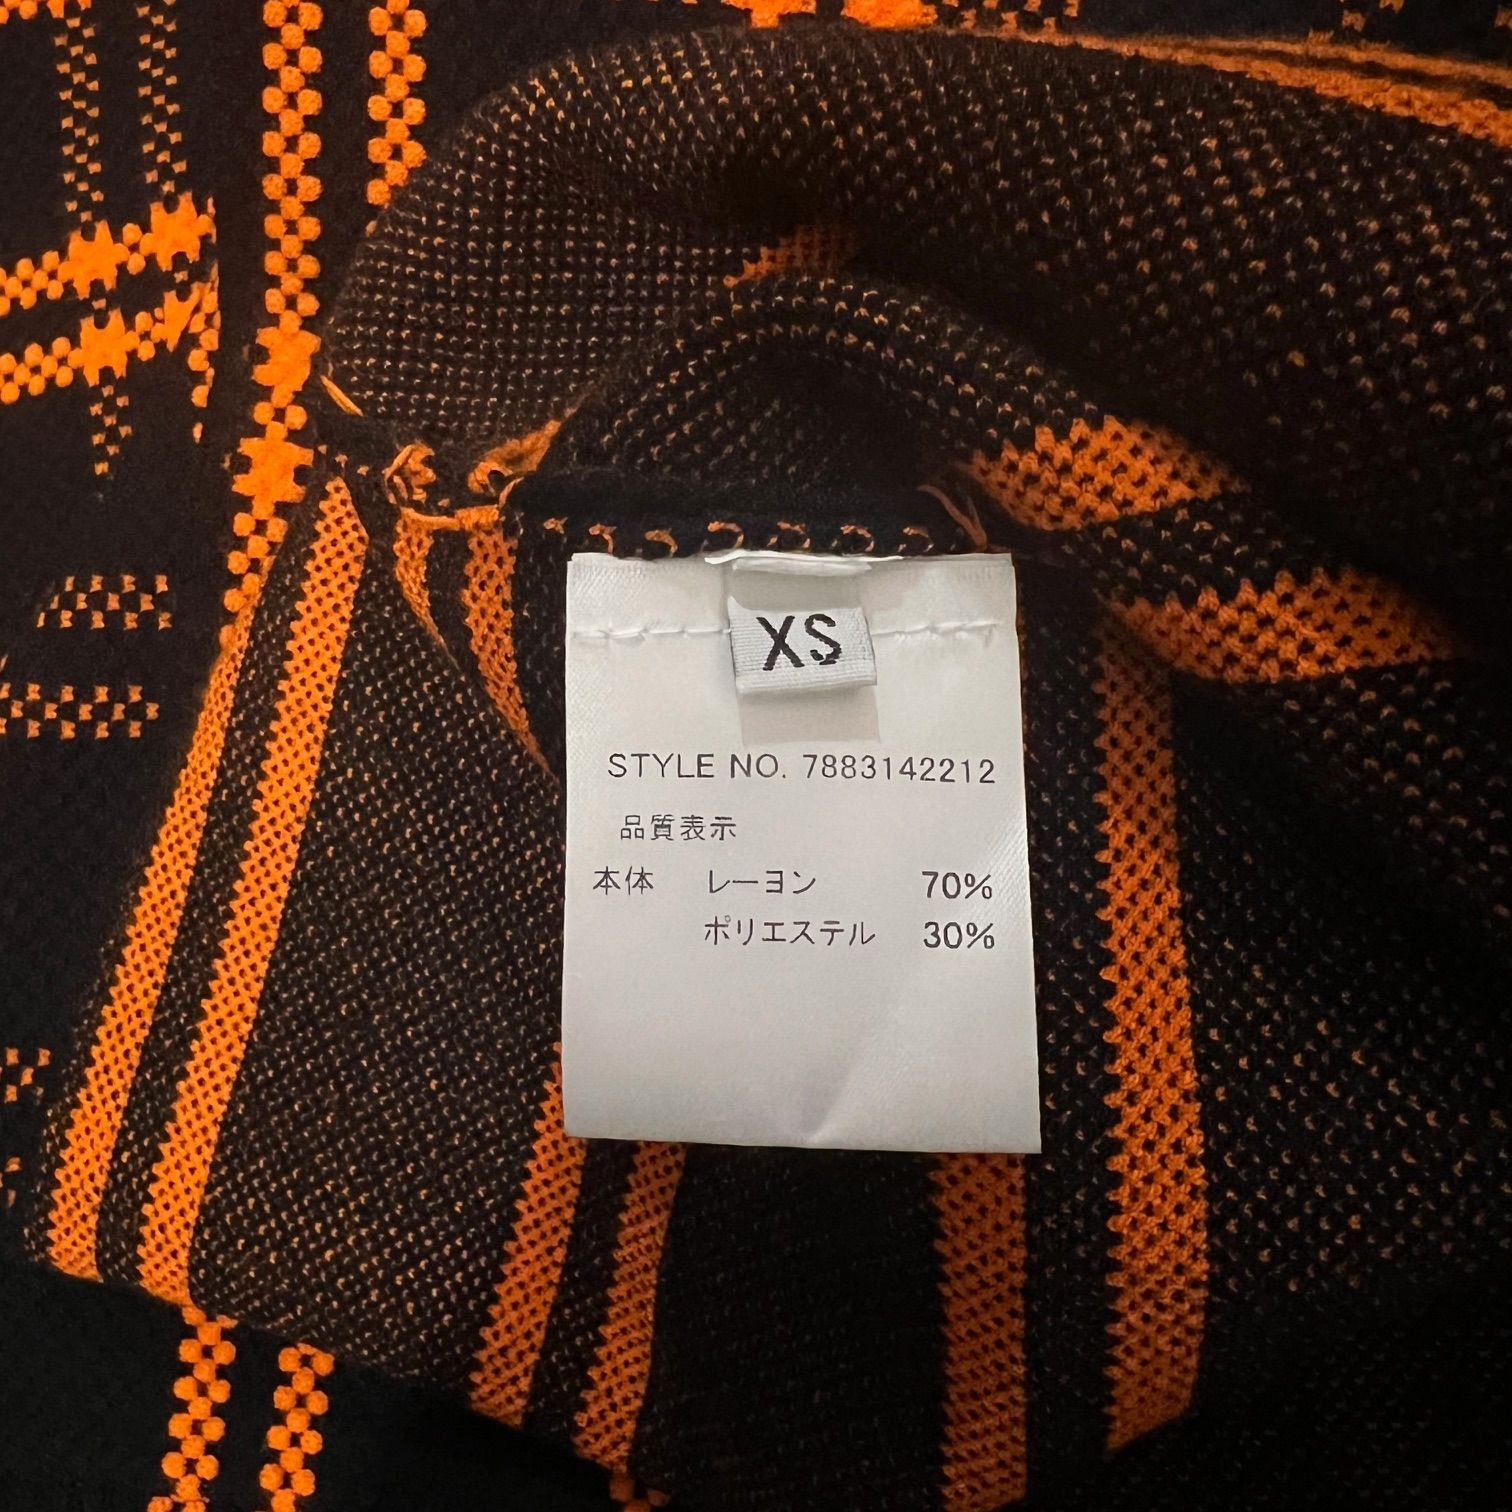 XS
STYLE NO. 7883142212
品質表示
本体 レーヨン 70%
ポリエステル 30%